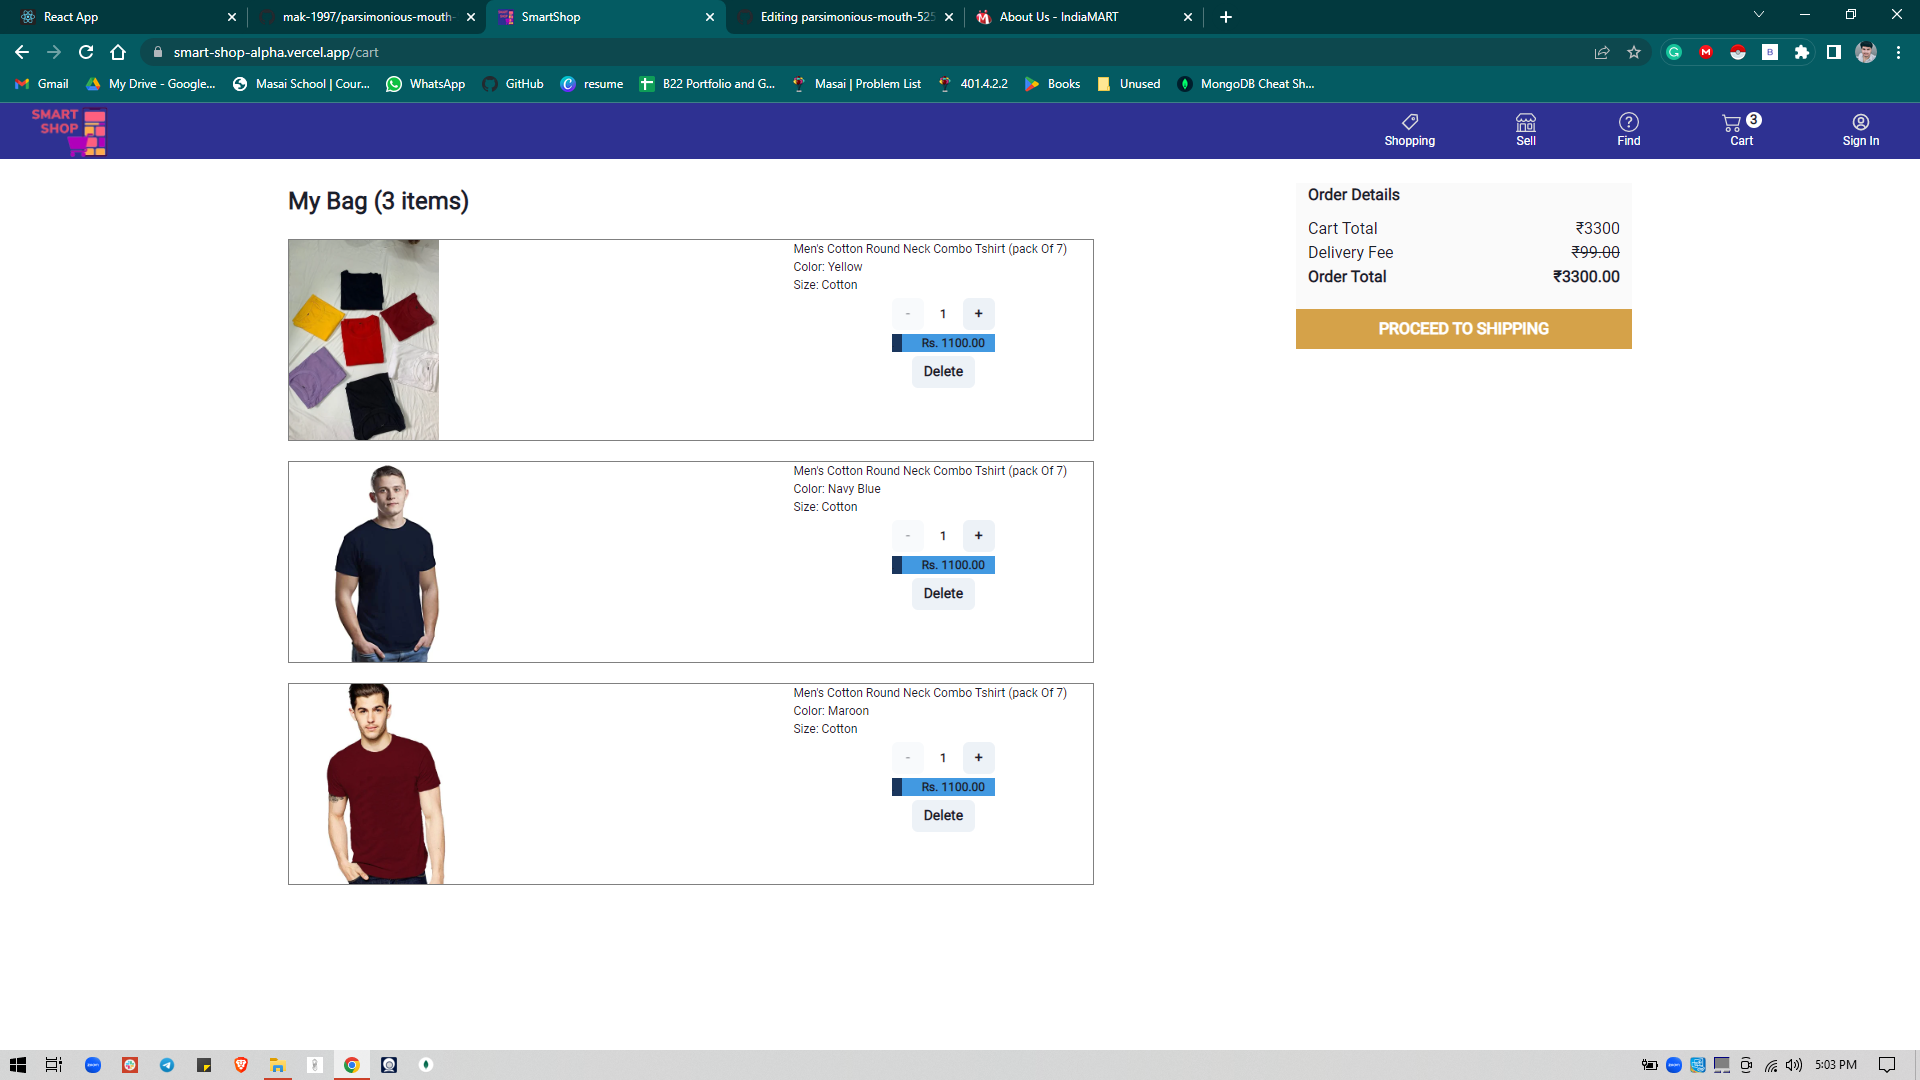 React App
mak-1997/parsimonious-mouth-
SmartShop
Editing parsimonious-mouth-525
About Us - IndiaMART
smart-shop-alpha.vercel.app/cart
Gmail
My Drive - Google...
Masai School | Cour...
WhatsApp
GitHub
resume
B22 Portfolio and G...
Masai | Problem List
401.4.2.2
Books
Unused
MongoDB Cheat Sh...
SMART
SHOP
Shopping
Sell
Find
3
Cart
Sign In
My Bag (3 items)
Men's Cotton Round Neck Combo Tshirt (pack Of 7)
Color: Yellow
Size: Cotton
- 1 +
Rs. 1100.00
Delete
Men's Cotton Round Neck Combo Tshirt (pack Of 7)
Color: Navy Blue
Size: Cotton
- 1 +
Rs. 1100.00
Delete
Men's Cotton Round Neck Combo Tshirt (pack Of 7)
Color: Maroon
Size: Cotton
- 1 +
Rs. 1100.00
Delete
Order Details
Cart Total ₹3300
Delivery Fee ₹99.00
Order Total ₹3300.00
PROCEED TO SHIPPING
5:03 PM